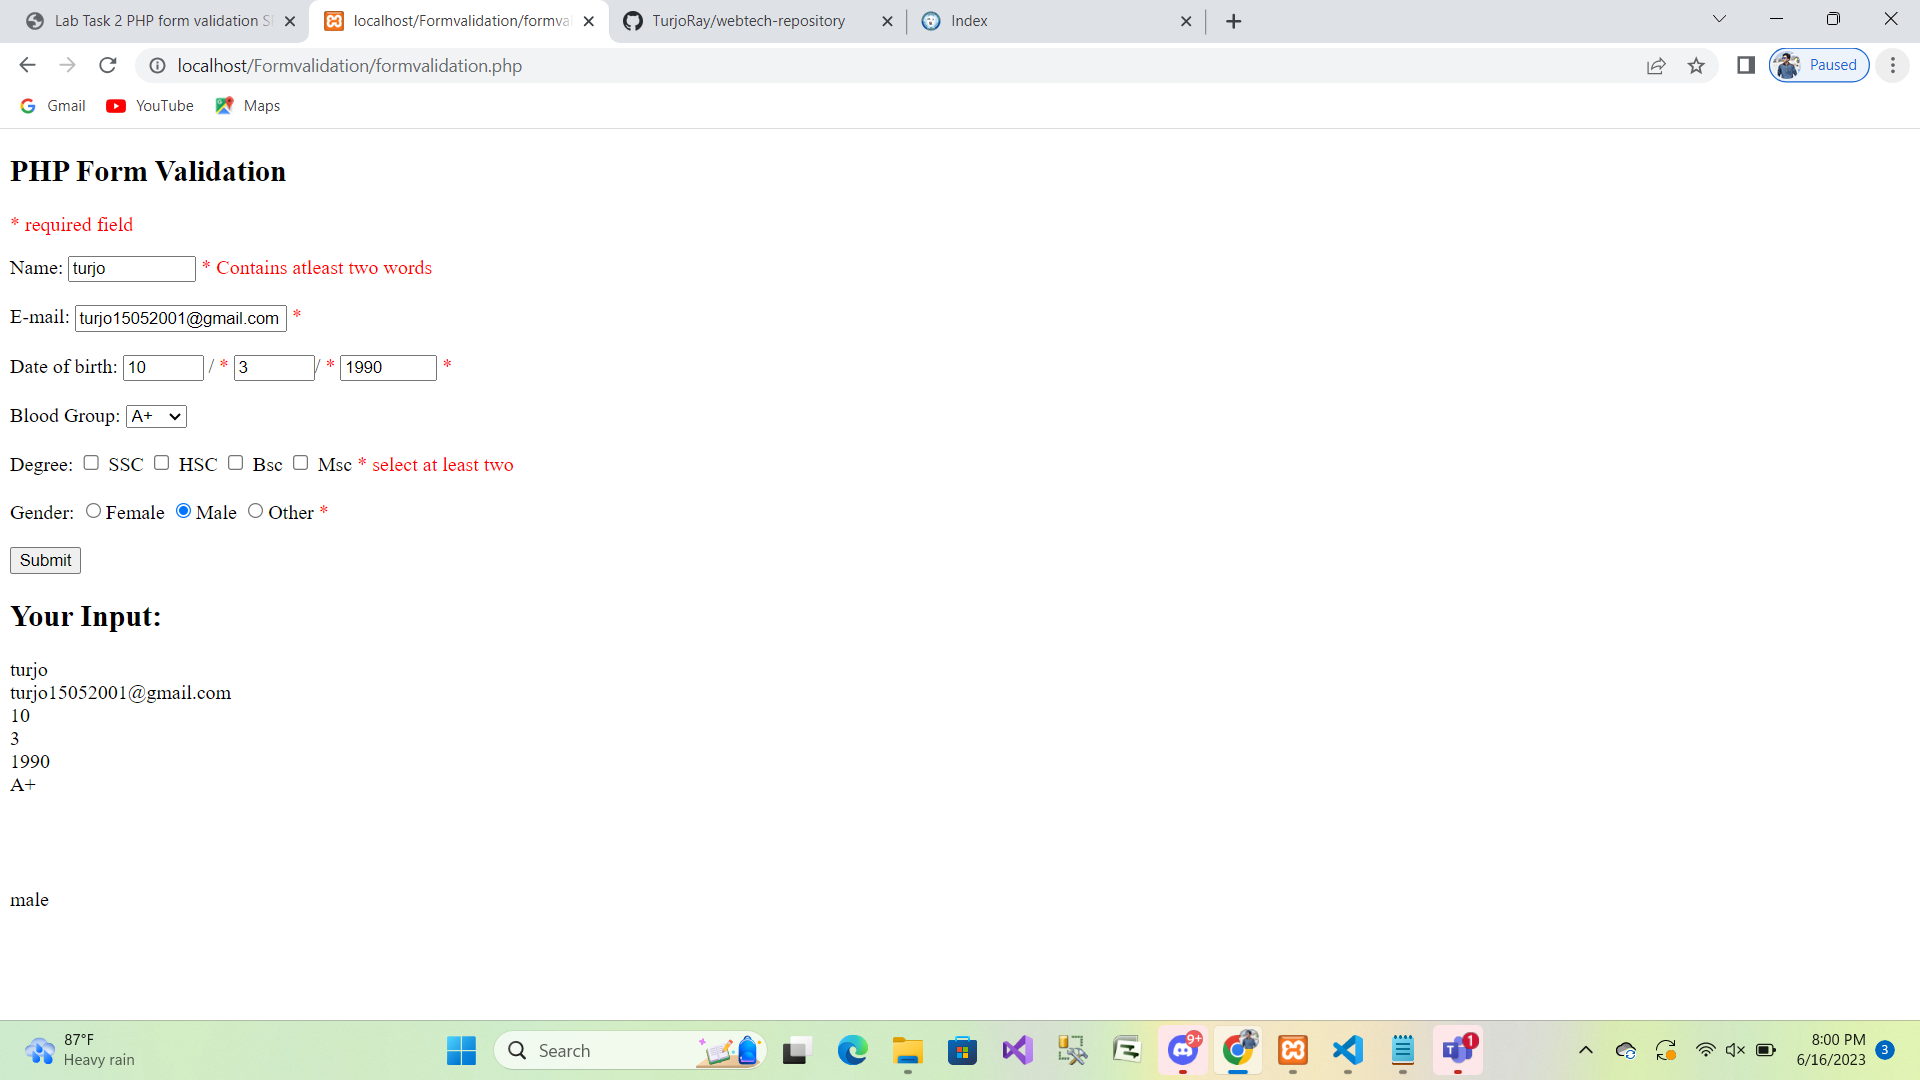 Lab Task 2 PHP form validation
localhost/Formvalidation/formva
TurjoRay/webtech-repository
Index
localhost/Formvalidation/formvalidation.php
Paused
Gmail YouTube Maps
PHP Form Validation
* required field
Name: turjo * Contains atleast two words
E-mail: turjo15052001@gmail.com *
Date of birth: 10 / * 3 / * 1990 *
Blood Group: A+
Degree: SSC HSC Bsc Msc * select at least two
Gender: Female Male Other *
Submit
Your Input:
turjo
turjo15052001@gmail.com
10
3
1990
A+
male
87°F
Heavy rain
Search
9+
1
8:00 PM
6/16/2023
3